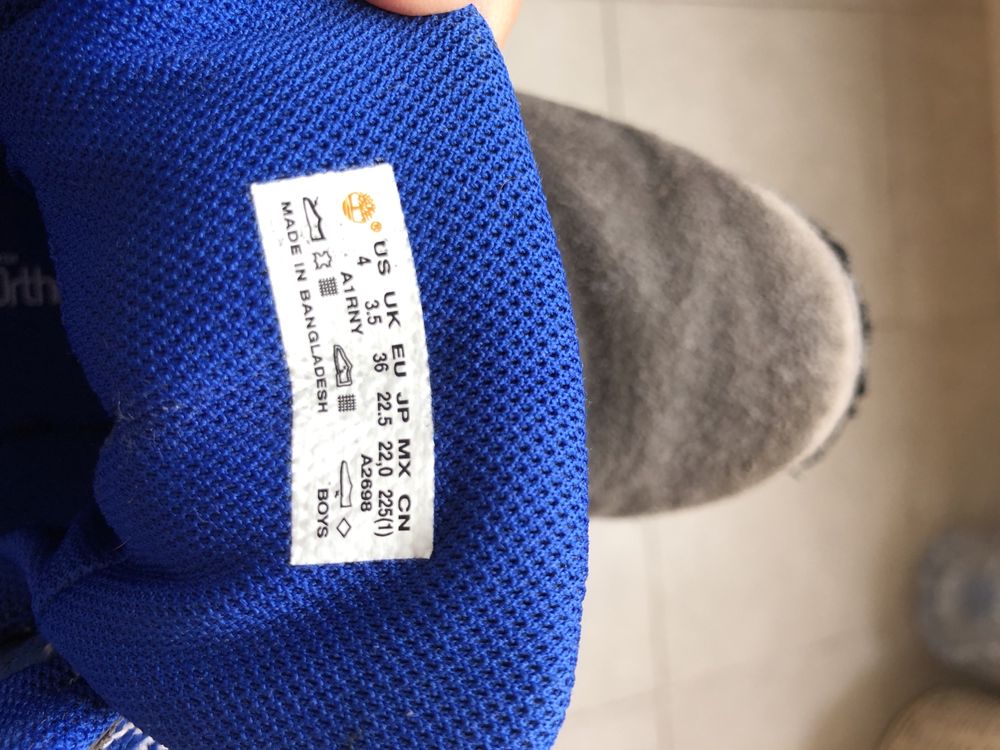 US UK EU JP MX CN
4 3.5 36 22.5 22,0 225(1)
A1RNY A2698
MADE IN BANGLADESH BOYS
Orth